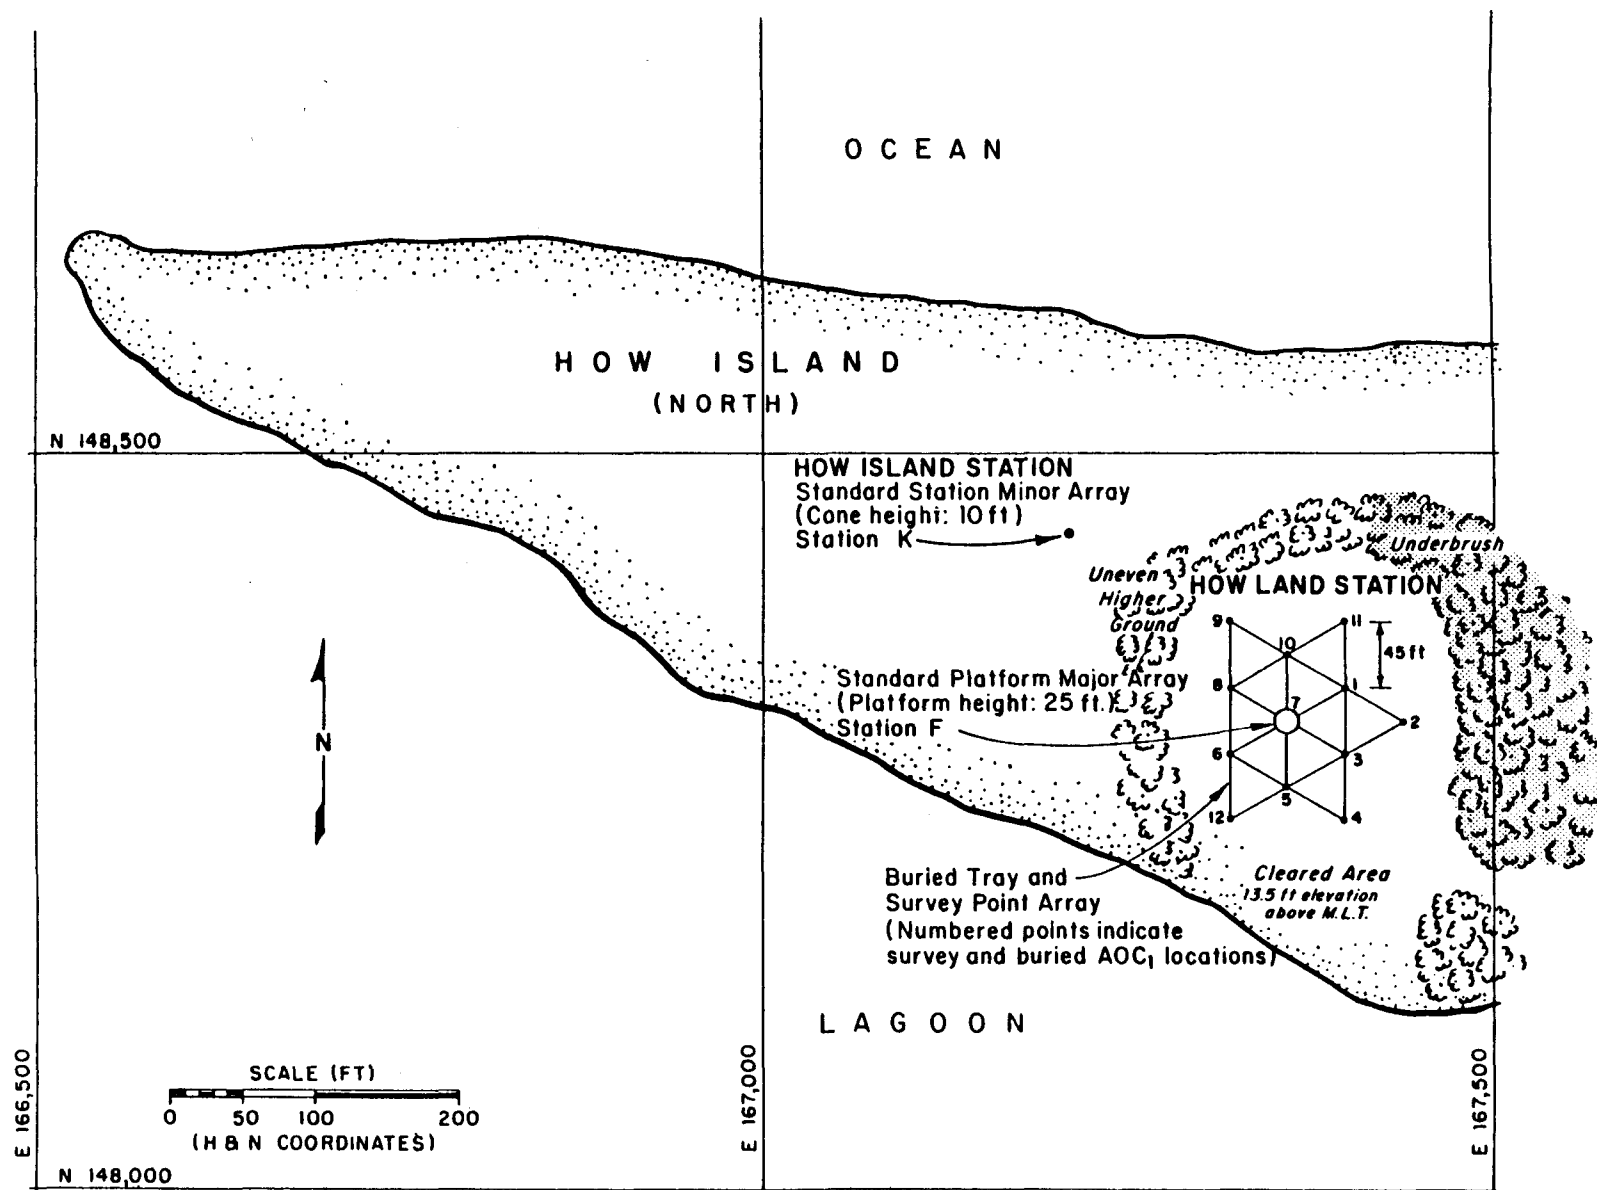 OCEAN
HOW ISLAND
(NORTH)
N 148,500
HOW ISLAND STATION
Standard Station Minor Array
(Cone height: 10 ft)
Station K
Underbrush
Uneven
Higher
Ground
HOW LAND STATION
9
11
10
45 ft
8
1
7
2
6
3
5
12
4
Standard Platform Major Array
(Platform height: 25 ft.)
Station F
N
Buried Tray and
Survey Point Array
(Numbered points indicate
survey and buried AOC₁ locations)
Cleared Area
13.5 ft elevation
above M.L.T.
LAGOON
SCALE (FT)
0 50 100 200
(H & N COORDINATES)
E 166,500
E 167,000
E 167,500
N 148,000